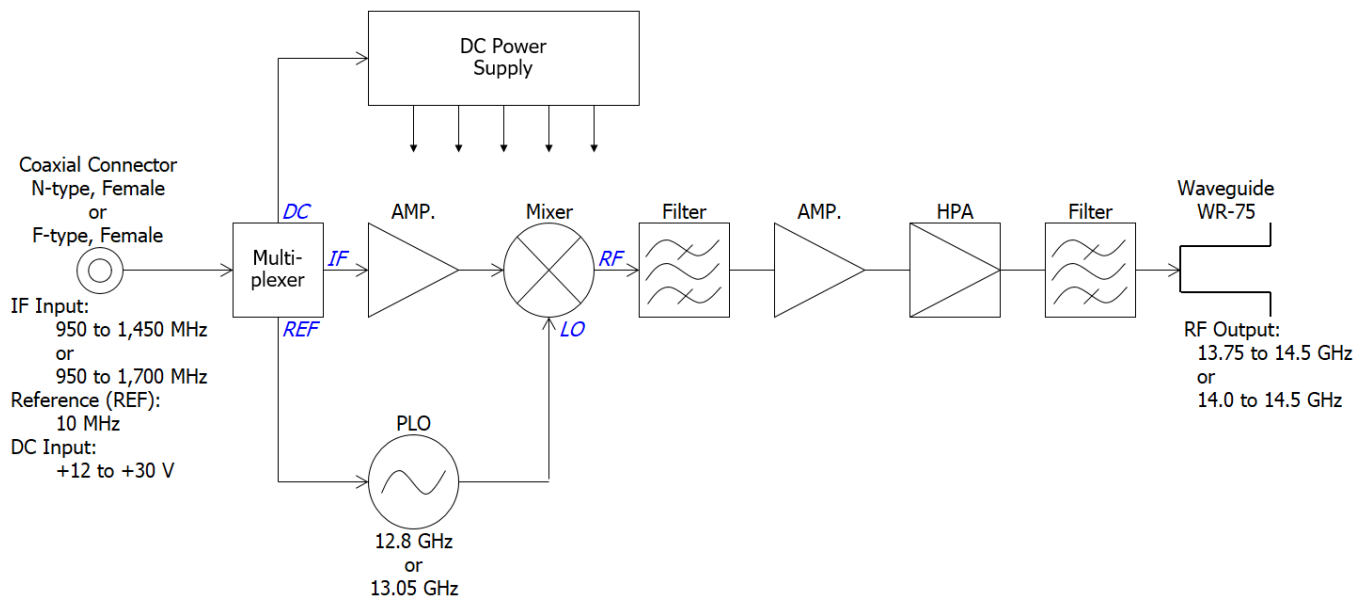 DC Power
Supply
Coaxial Connector
N-type, Female
or
F-type, Female
DC
AMP.
Mixer
Filter
AMP.
HPA
Filter
Waveguide
WR-75
Multi-
plexer
IF
RF
REF
LO
IF Input:
950 to 1,450 MHz
or
950 to 1,700 MHz
Reference (REF):
10 MHz
DC Input:
+12 to +30 V
PLO
12.8 GHz
or
13.05 GHz
RF Output:
13.75 to 14.5 GHz
or
14.0 to 14.5 GHz